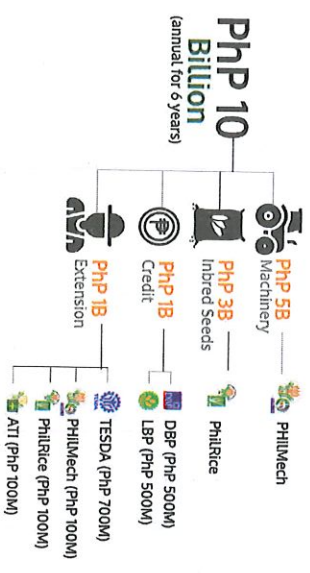 PhP 10
Billion
(annual for 6 years)
PhP 5B
Machinery
PHilMech
PhP 3B
Inbred Seeds
PhilRice
PhP 1B
Credit
DBP (PhP 500M)
LBP (PhP 500M)
PhP 1B
Extension
TESDA (PhP 700M)
PHilMech (PhP 100M)
PhilRice (PhP 100M)
ATI (PhP 100M)